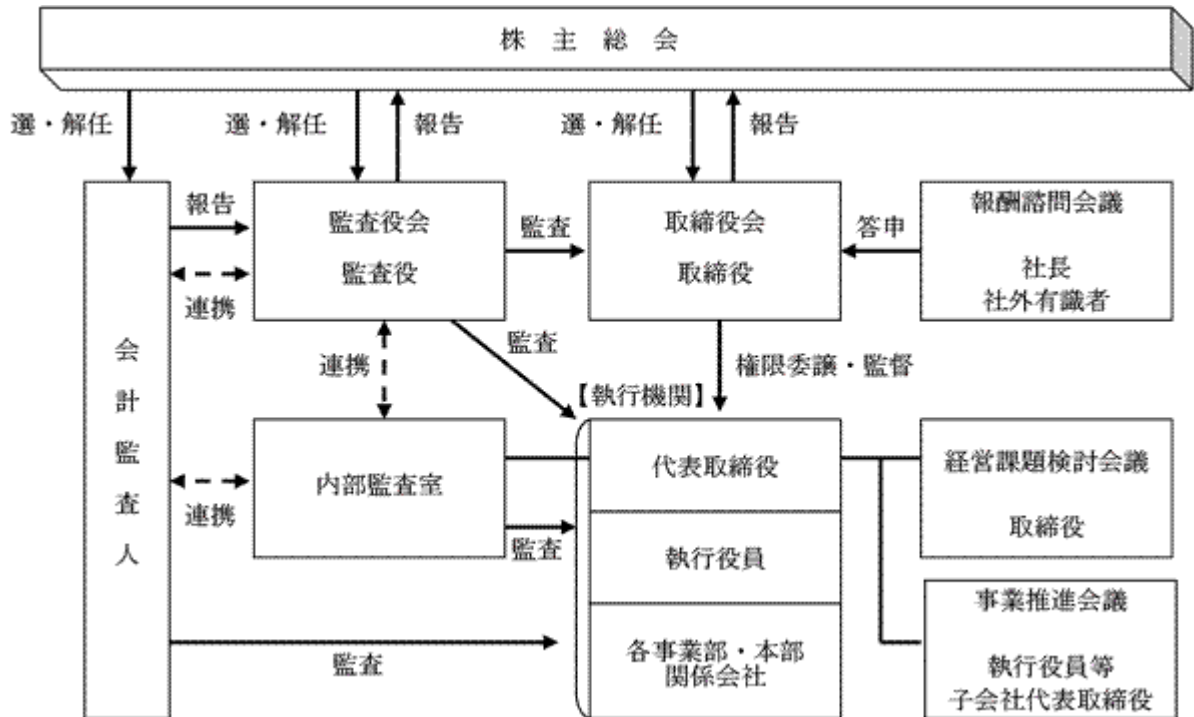 株主総会
選・解任
選・解任
報告
選・解任
報告
報告
監査役会
監査役
監査
取締役会
取締役
答申
報酬諮問会議
社長
社外有識者
連携
会計監査人
連携
監査
権限委譲・監督
【執行機関】
内部監査室
代表取締役
経営課題検討会議
取締役
連携
監査
執行役員
事業推進会議
執行役員等
子会社代表取締役
監査
各事業部・本部
関係会社